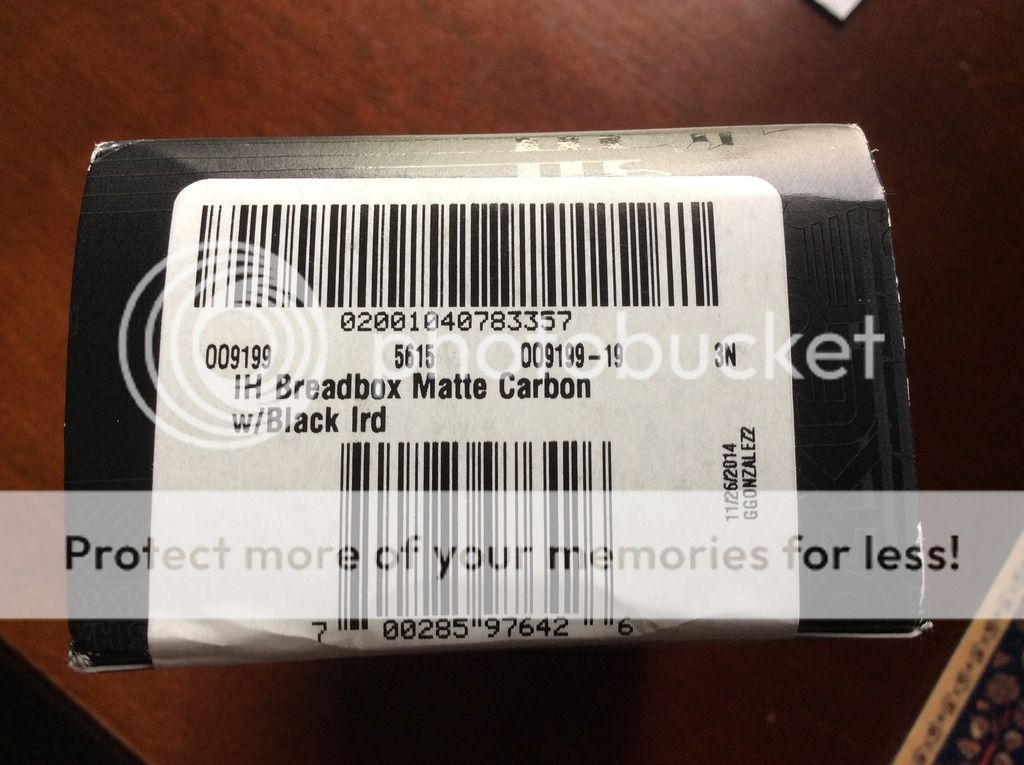 02001040783357
009199 5615 009199-19 3N
IH Breadbox Matte Carbon
w/Black Ird
11/26/2014
GGONZALEZ2
photobucket
Protect more of your memories for less!
7 00285 97642 6